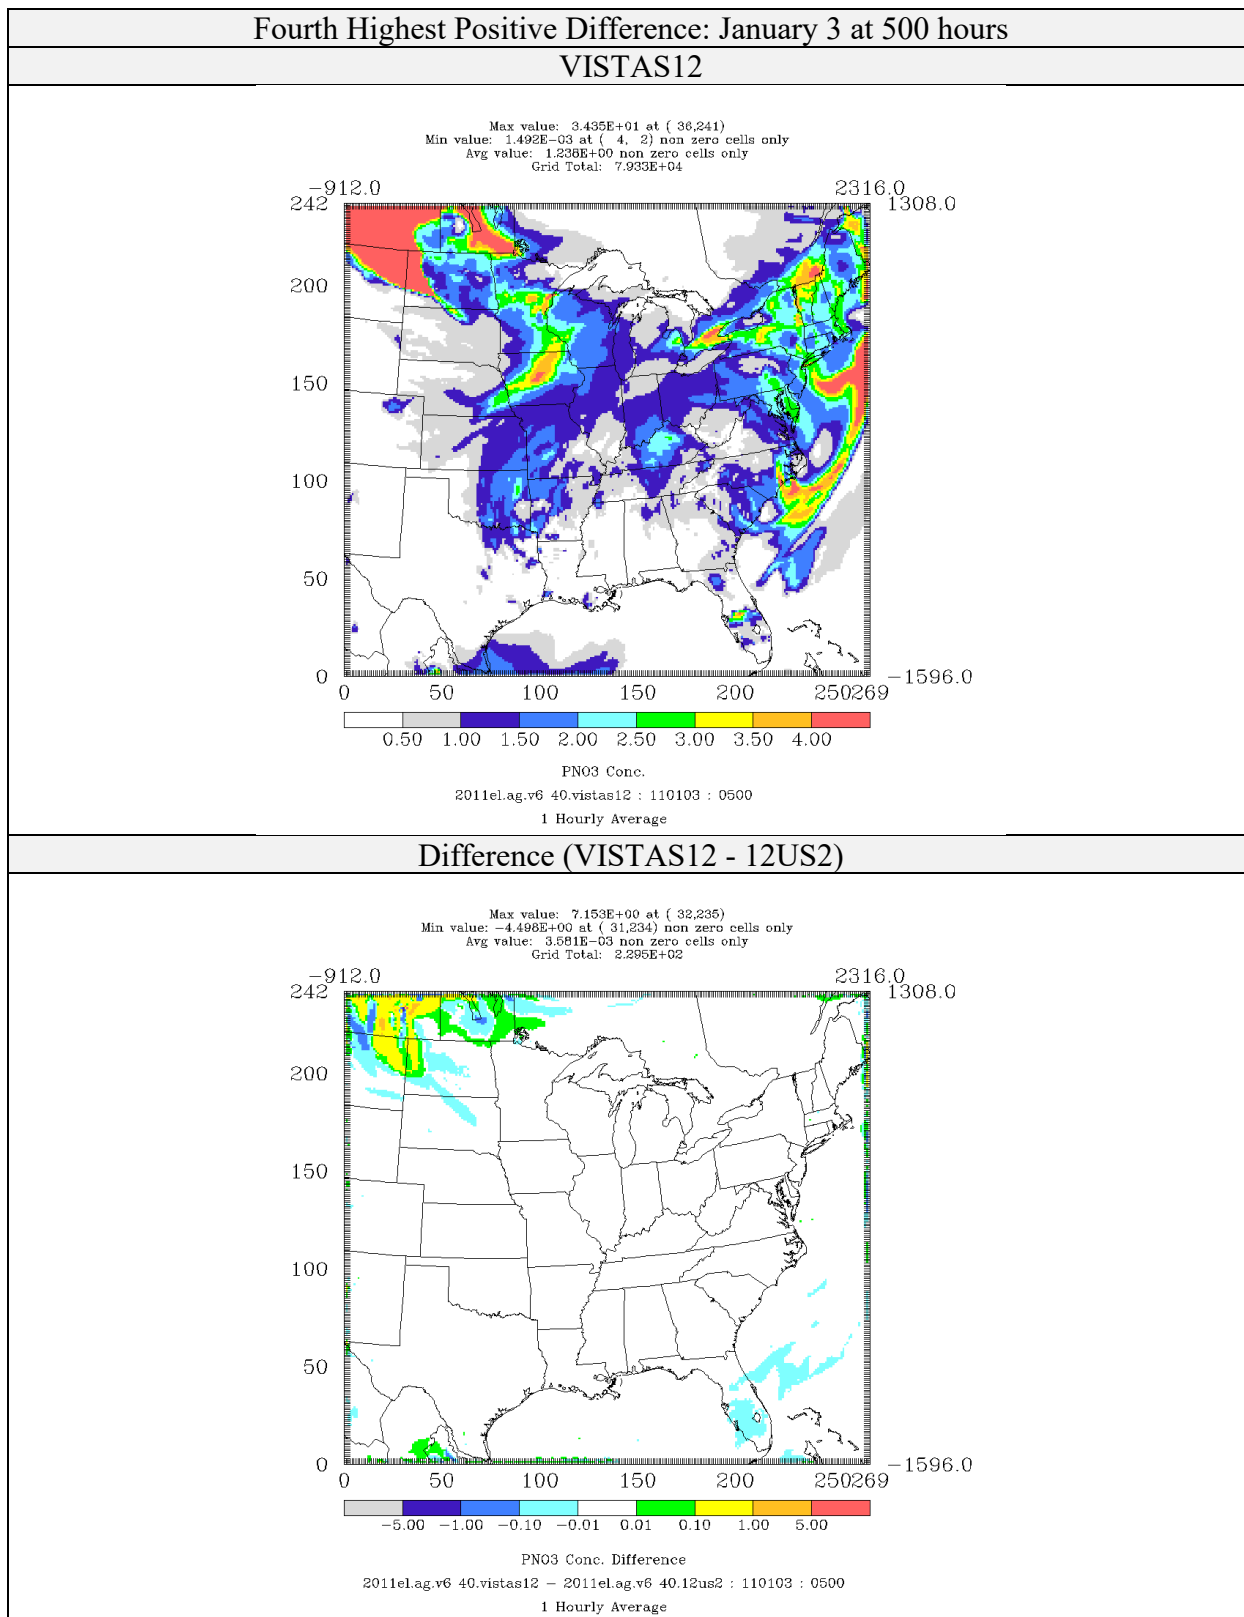 Fourth Highest Positive Difference: January 3 at 500 hours
VISTAS12
Max value: 3.435E+01 at ( 36,241)
Min value: 1.492E-03 at ( 4, 2) non zero cells only
Avg value: 1.236E+00 non zero cells only
Grid Total: 7.933E+04
-912.0 2316.0
242 1308.0
200
150
100
50
0 -1596.0
0 50 100 150 200 250269
0.50 1.00 1.50 2.00 2.50 3.00 3.50 4.00
PNO3 Conc.
2011el.ag.v6 40.vistas12 : 110103 : 0500
1 Hourly Average
Difference (VISTAS12 - 12US2)
Max value: 7.153E+00 at ( 32,235)
Min value: -4.498E+00 at ( 31,234) non zero cells only
Avg value: 3.581E-03 non zero cells only
Grid Total: 2.295E+02
-912.0 2316.0
242 1308.0
200
150
100
50
0 -1596.0
0 50 100 150 200 250269
-5.00 -1.00 -0.10 -0.01 0.01 0.10 1.00 5.00
PNO3 Conc. Difference
2011el.ag.v6 40.vistas12 - 2011el.ag.v6 40.12us2 : 110103 : 0500
1 Hourly Average